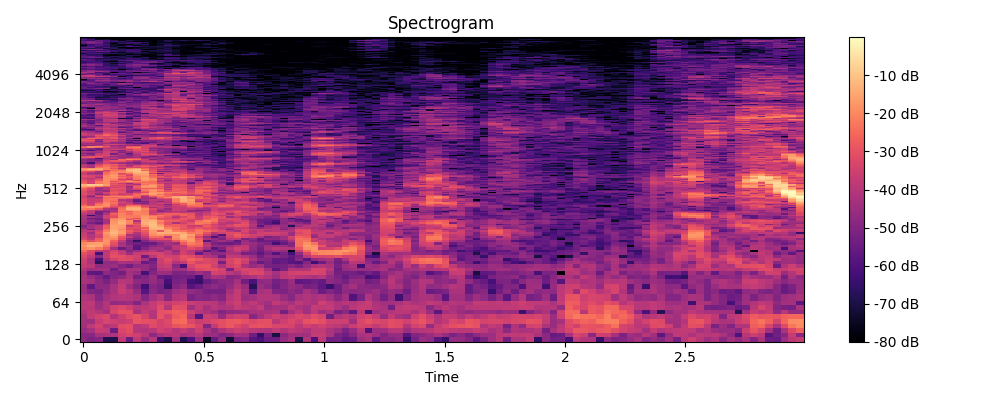 Spectrogram
4096
2048
1024
512
256
128
64
0
Hz
0
0.5
1
1.5
2
2.5
Time
-10 dB
-20 dB
-30 dB
-40 dB
-50 dB
-60 dB
-70 dB
-80 dB